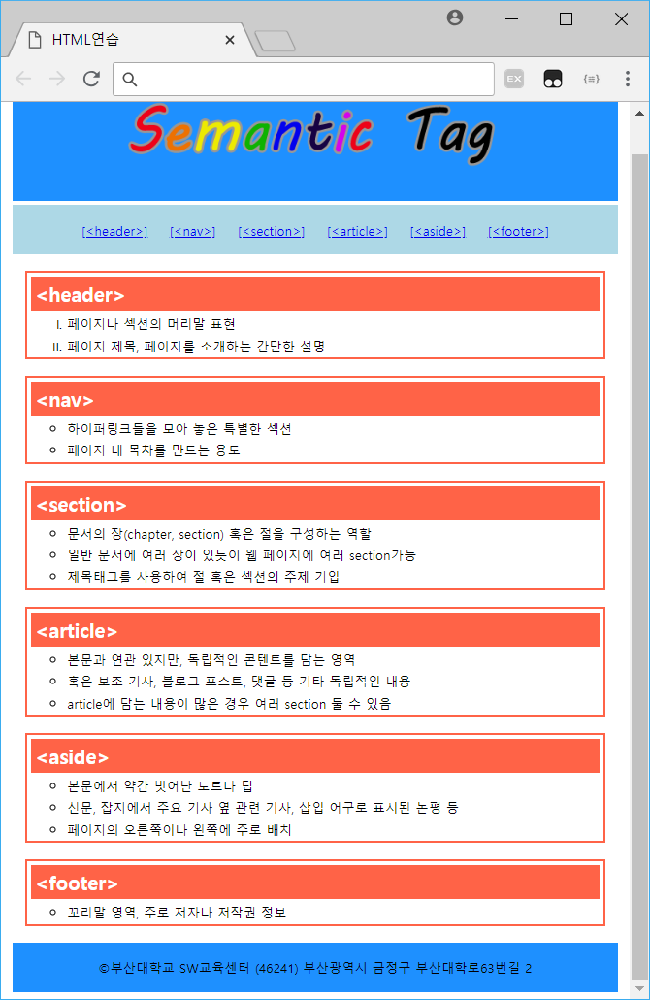 HTML연습
EX
Semantic Tag
[<header>] [<nav>] [<section>] [<article>] [<aside>] [<footer>]
<header>
I. 페이지나 섹션의 머리말 표현
II. 페이지 제목, 페이지를 소개하는 간단한 설명
<nav>
하이퍼링크들을 모아 놓은 특별한 섹션
페이지 내 목차를 만드는 용도
<section>
문서의 장(chapter, section) 혹은 절을 구성하는 역할
일반 문서에 여러 장이 있듯이 웹 페이지에 여러 section가능
제목태그를 사용하여 절 혹은 섹션의 주제 기입
<article>
본문과 연관 있지만, 독립적인 콘텐트를 담는 영역
혹은 보조 기사, 블로그 포스트, 댓글 등 기타 독립적인 내용
article에 담는 내용이 많은 경우 여러 section 둘 수 있음
<aside>
본문에서 약간 벗어난 노트나 팁
신문, 잡지에서 주요 기사 옆 관련 기사, 삽입 어구로 표시된 논평 등
페이지의 오른쪽이나 왼쪽에 주로 배치
<footer>
꼬리말 영역, 주로 저자나 저작권 정보
©부산대학교 SW교육센터 (46241) 부산광역시 금정구 부산대학로63번길 2